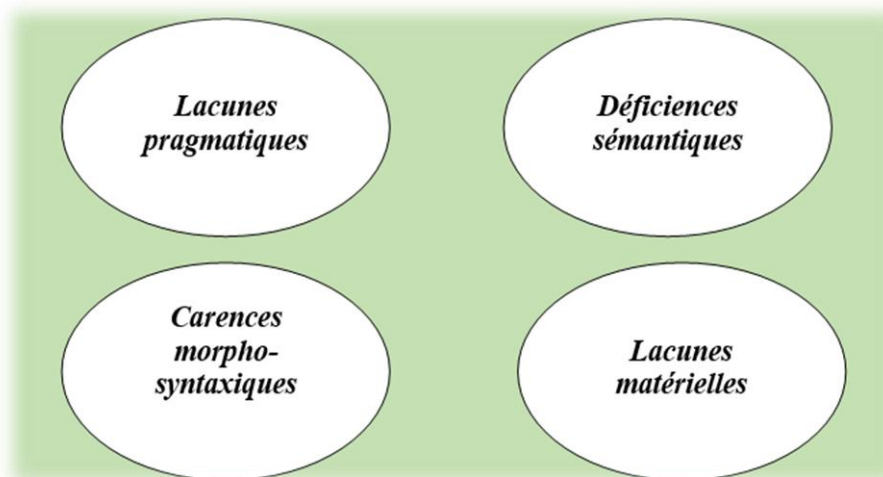 Lacunes
pragmatiques
Déficiences
sémantiques
Carences
morpho-
syntaxiques
Lacunes
matérielles